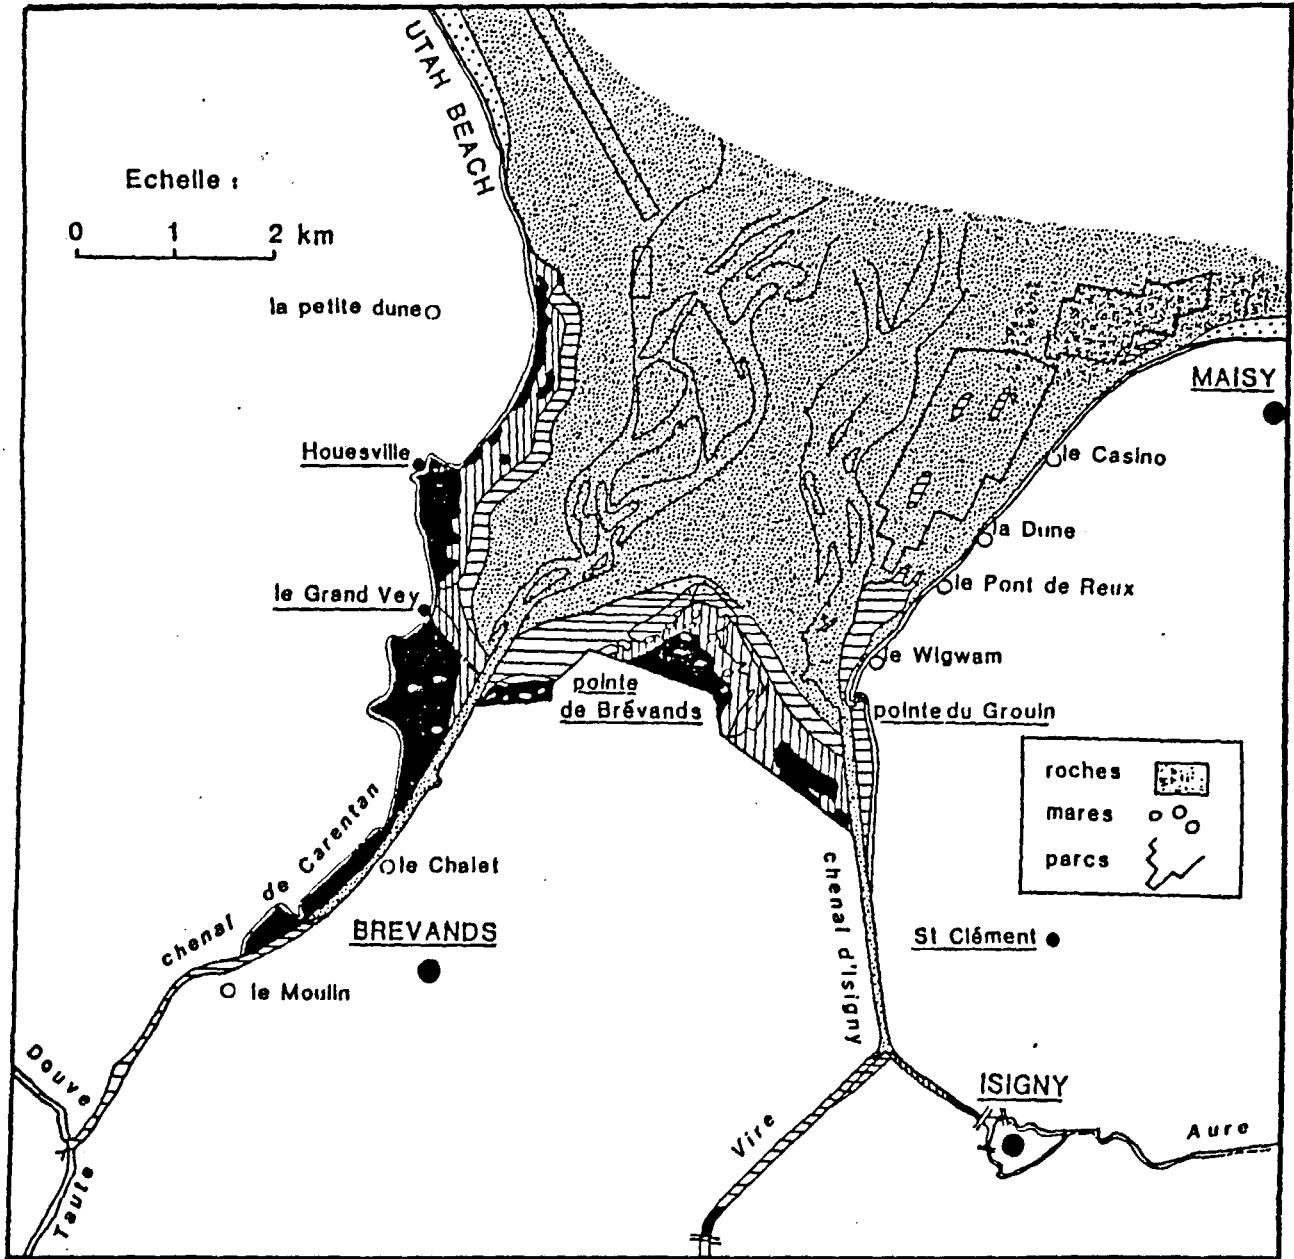 UTAH BEACH
Echelle :
0 1 2 km
la petite dune
MAISY
Houesville
le Casino
la Dune
le Grand Vey
le Pont de Reux
le Wigwam
pointe
de Brévands
pointe du Grouin
roches
mares
parcs
chenal de Carentan
le Chalet
chenal d'Isigny
BREVANDS
St Clément
le Moulin
Douve
ISIGNY
Vire
Aure
Taute